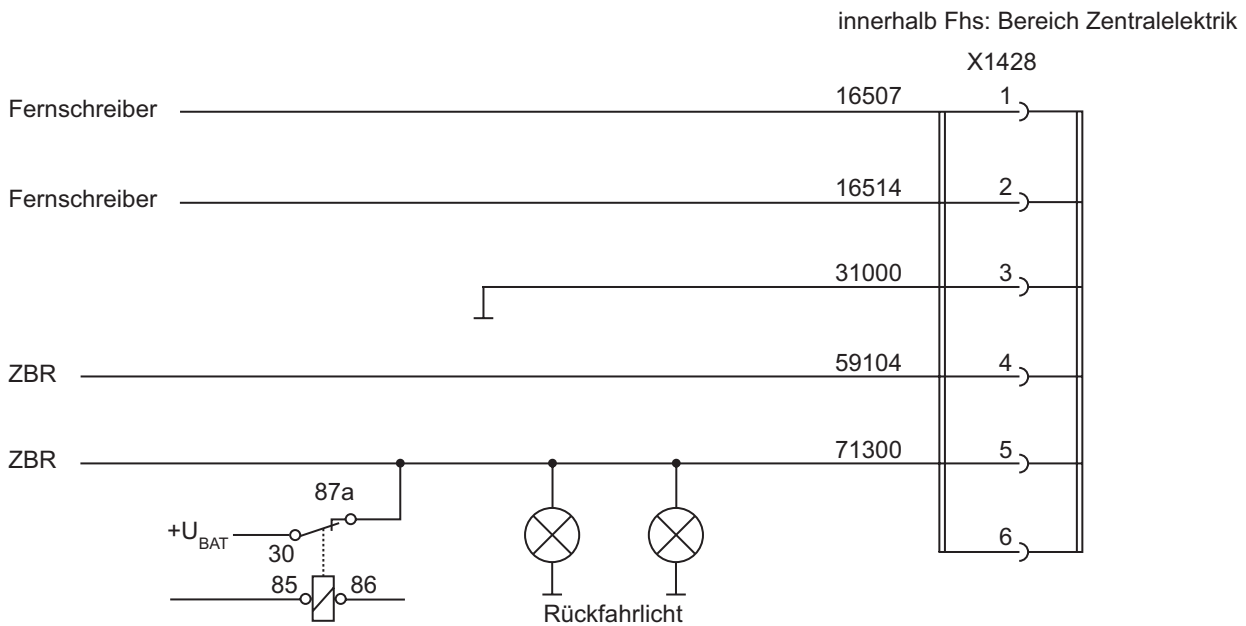 innerhalb Fhs: Bereich Zentralelektrik
X1428
Fernschreiber 16507 1
Fernschreiber 16514 2
31000 3
ZBR 59104 4
ZBR 71300 5
87a
+U BAT
30
6
85 86
Rückfahrlicht